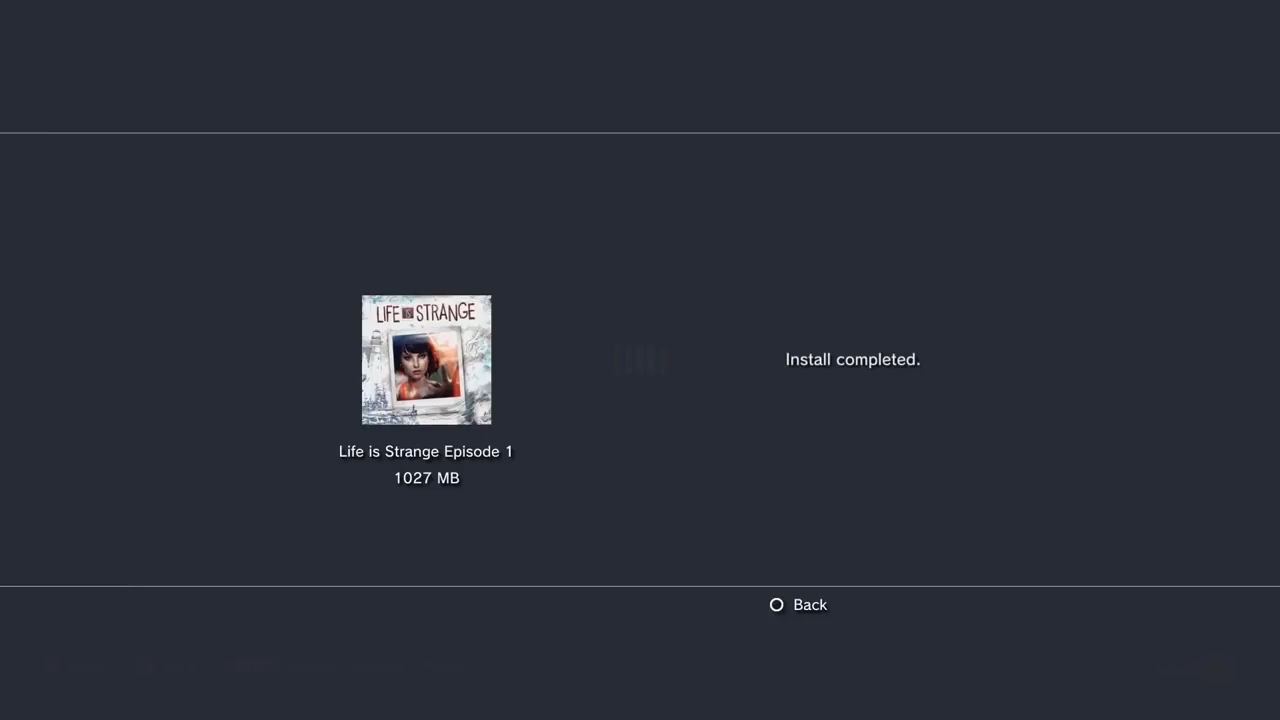 LIFE IS STRANGE
Life is Strange Episode 1
1027 MB
Install completed.
Back